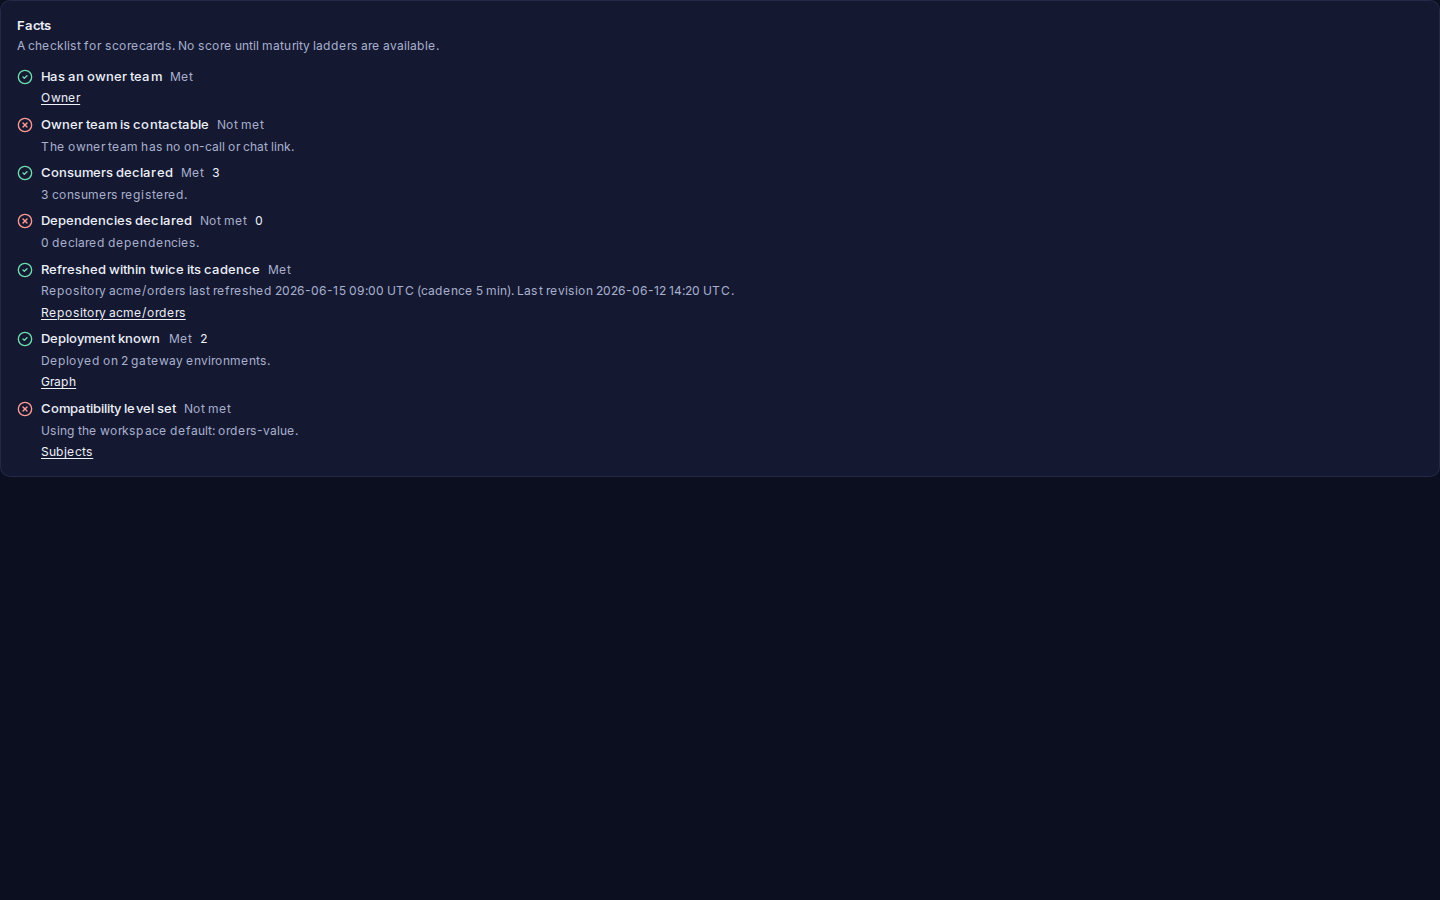 Facts
A checklist for scorecards. No score until maturity ladders are available.
Has an owner team Met
Owner
Owner team is contactable Not met
The owner team has no on-call or chat link.
Consumers declared Met 3
3 consumers registered.
Dependencies declared Not met 0
0 declared dependencies.
Refreshed within twice its cadence Met
Repository acme/orders last refreshed 2026-06-15 09:00 UTC (cadence 5 min). Last revision 2026-06-12 14:20 UTC.
Repository acme/orders
Deployment known Met 2
Deployed on 2 gateway environments.
Graph
Compatibility level set Not met
Using the workspace default: orders-value.
Subjects